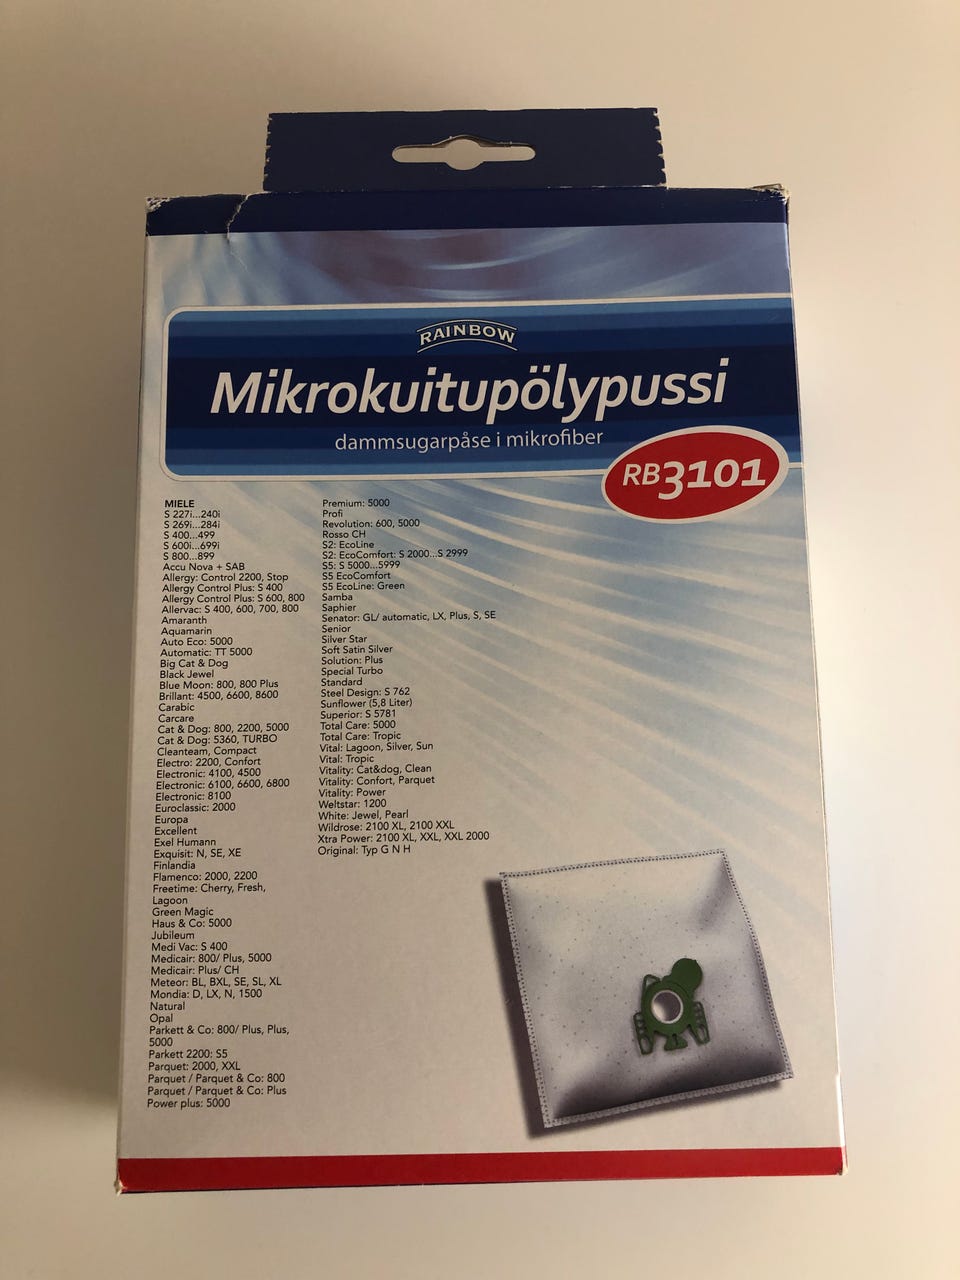 RAINBOW
Mikrokuitupölypussi
dammsugarpåse i mikrofiber
RB3101
MIELE
S 227i...240i
S 269i...284i
S 400...499
S 600i...699i
S 800...899
Accu Nova + SAB
Allergy: Control 2200, Stop
Allergy Control Plus: S 400
Allergy Control Plus: S 600, 800
Allervac: S 400, 600, 700, 800
Amaranth
Aquamarin
Auto Eco: 5000
Automatic: TT 5000
Big Cat & Dog
Black Jewel
Blue Moon: 800, 800 Plus
Brillant: 4500, 6600, 8600
Carabic
Carcare
Cat & Dog: 800, 2200, 5000
Cat & Dog: 5360, TURBO
Cleanteam, Compact
Electro: 2200, Confort
Electronic: 4100, 4500
Electronic: 6100, 6600, 6800
Electronic: 8100
Euroclassic: 2000
Europa
Excellent
Exel Humann
Exquisit: N, SE, XE
Finlandia
Flamenco: 2000, 2200
Freetime: Cherry, Fresh,
Lagoon
Green Magic
Haus & Co: 5000
Jubileum
Medi Vac: S 400
Medicair: 800/ Plus, 5000
Medicair: Plus/ CH
Meteor: BL, BXL, SE, SL, XL
Mondia: D, LX, N, 1500
Natural
Opal
Parkett & Co: 800/ Plus, Plus,
5000
Parkett 2200: S5
Parquet: 2000, XXL
Parquet / Parquet & Co: 800
Parquet / Parquet & Co: Plus
Power plus: 5000
Premium: 5000
Profi
Revolution: 600, 5000
Rosso CH
S2: EcoLine
S2: EcoComfort: S 2000...S 2999
S5: S 5000...5999
S5 EcoComfort
S5 EcoLine: Green
Samba
Saphier
Senator: GL/ automatic, LX, Plus, S, SE
Senior
Silver Star
Soft Satin Silver
Solution: Plus
Special Turbo
Standard
Steel Design: S 762
Sunflower (5,8 Liter)
Superior: S 5781
Total Care: 5000
Total Care: Tropic
Vital: Lagoon, Silver, Sun
Vital: Tropic
Vitality: Cat&dog, Clean
Vitality: Confort, Parquet
Vitality: Power
Weltstar: 1200
White: Jewel, Pearl
Wildrose: 2100 XL, 2100 XXL
Xtra Power: 2100 XL, XXL, XXL 2000
Original: Typ G N H